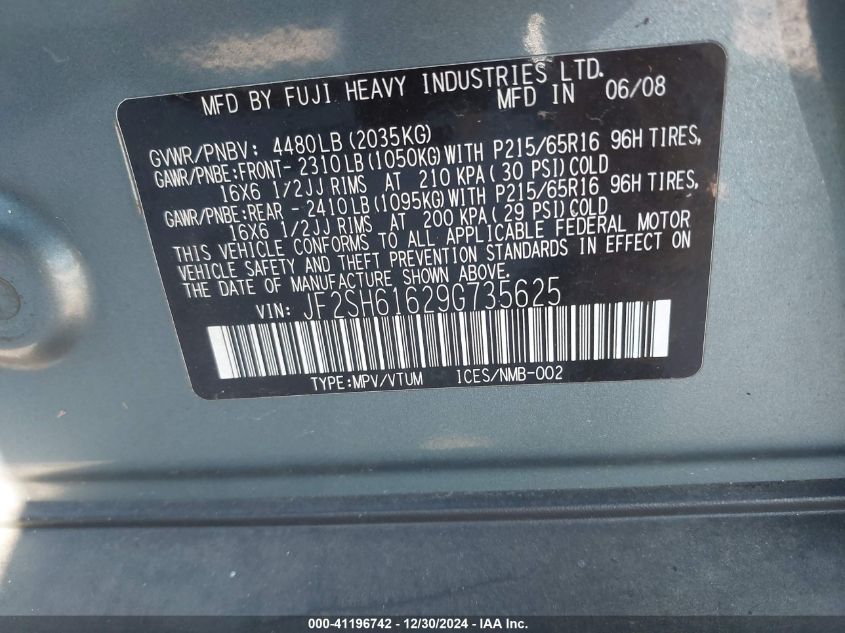 MFD BY FUJI HEAVY INDUSTRIES LTD.
MFD IN 06/08
GVWR/PNBV: 4480LB(2035KG)
GAWR/PNBE:FRONT- 2310LB(1050KG)WITH P215/65R16 96H TIRES,
16X6 1/2JJ RIMS AT 210 KPA( 30 PSI)COLD
GAWR/PNBE:REAR - 2410LB(1095KG)WITH P215/65R16 96H TIRES,
16X6 1/2JJ RIMS AT 200 KPA( 29 PSI)COLD
THIS VEHICLE CONFORMS TO ALL APPLICABLE FEDERAL MOTOR
VEHICLE SAFETY AND THEFT PREVENTION STANDARDS IN EFFECT ON
THE DATE OF MANUFACTURE SHOWN ABOVE.
VIN: JF2SH61629G735625
TYPE:MPV/VTUM ICES/NMB-002
000-41196742 / 12/30/2024 - IAA Inc.